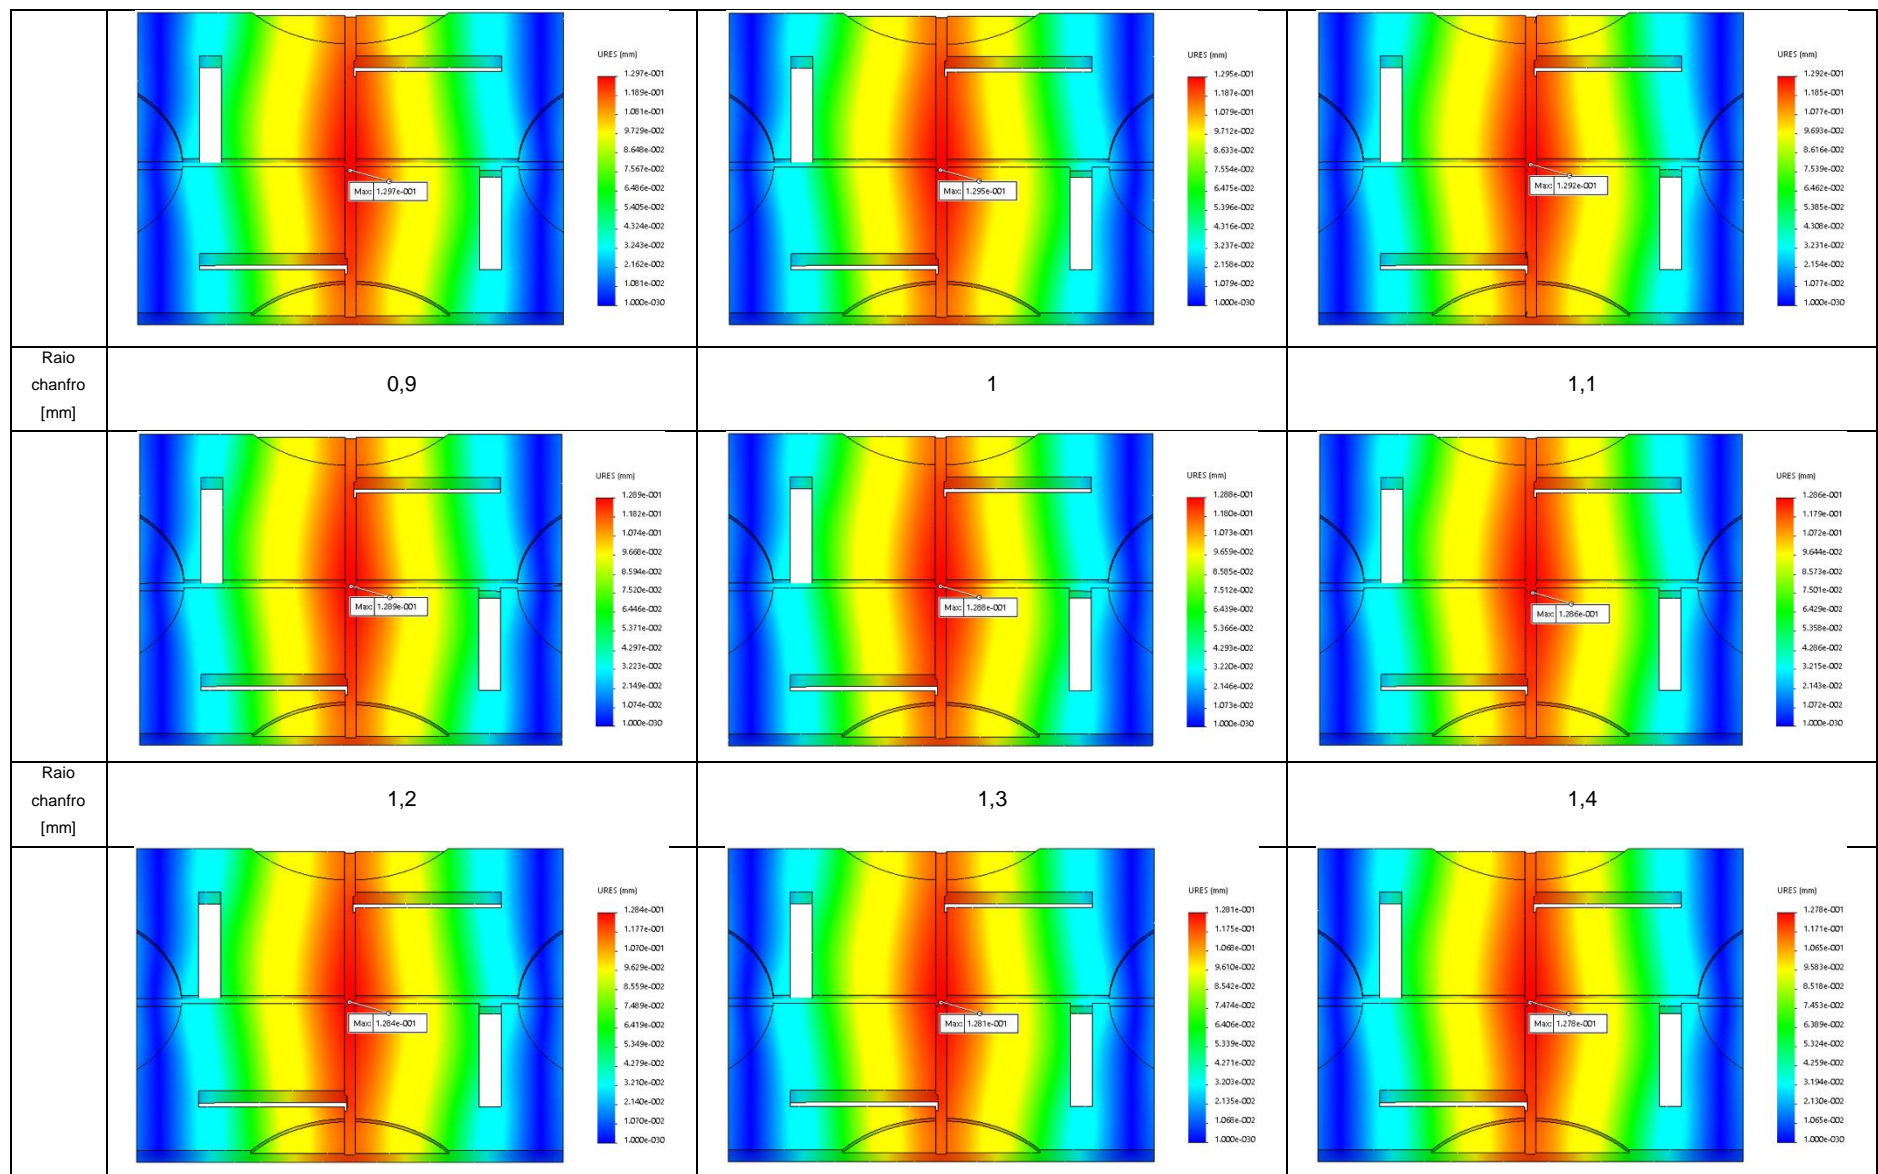 URES (mm)
1.297e-001
1.189e-001
1.081e-001
9.729e-002
8.648e-002
7.567e-002
6.486e-002
5.405e-002
4.324e-002
3.243e-002
2.162e-002
1.081e-002
1.000e-030
Max: 1.297e-001
URES (mm)
1.295e-001
1.187e-001
1.079e-001
9.712e-002
8.633e-002
7.554e-002
6.475e-002
5.396e-002
4.316e-002
3.237e-002
2.158e-002
1.079e-002
1.000e-030
Max: 1.295e-001
URES (mm)
1.292e-001
1.185e-001
1.077e-001
9.693e-002
8.616e-002
7.539e-002
6.462e-002
5.385e-002
4.308e-002
3.231e-002
2.154e-002
1.077e-002
1.000e-030
Max: 1.292e-001
Raio
chanfro
[mm]
0,9
1
1,1
URES (mm)
1.289e-001
1.182e-001
1.074e-001
9.668e-002
8.594e-002
7.520e-002
6.446e-002
5.371e-002
4.297e-002
3.223e-002
2.149e-002
1.074e-002
1.000e-030
Max: 1.289e-001
URES (mm)
1.288e-001
1.180e-001
1.073e-001
9.659e-002
8.585e-002
7.512e-002
6.439e-002
5.366e-002
4.293e-002
3.220e-002
2.146e-002
1.073e-002
1.000e-030
Max: 1.288e-001
URES (mm)
1.286e-001
1.179e-001
1.072e-001
9.644e-002
8.573e-002
7.501e-002
6.429e-002
5.358e-002
4.286e-002
3.215e-002
2.143e-002
1.072e-002
1.000e-030
Max: 1.286e-001
Raio
chanfro
[mm]
1,2
1,3
1,4
URES (mm)
1.284e-001
1.177e-001
1.070e-001
9.629e-002
8.559e-002
7.489e-002
6.419e-002
5.349e-002
4.279e-002
3.210e-002
2.140e-002
1.070e-002
1.000e-030
Max: 1.284e-001
URES (mm)
1.281e-001
1.175e-001
1.068e-001
9.610e-002
8.542e-002
7.474e-002
6.406e-002
5.339e-002
4.271e-002
3.203e-002
2.135e-002
1.068e-002
1.000e-030
Max: 1.281e-001
URES (mm)
1.278e-001
1.171e-001
1.065e-001
9.583e-002
8.518e-002
7.453e-002
6.389e-002
5.324e-002
4.259e-002
3.194e-002
2.130e-002
1.065e-002
1.000e-030
Max: 1.278e-001